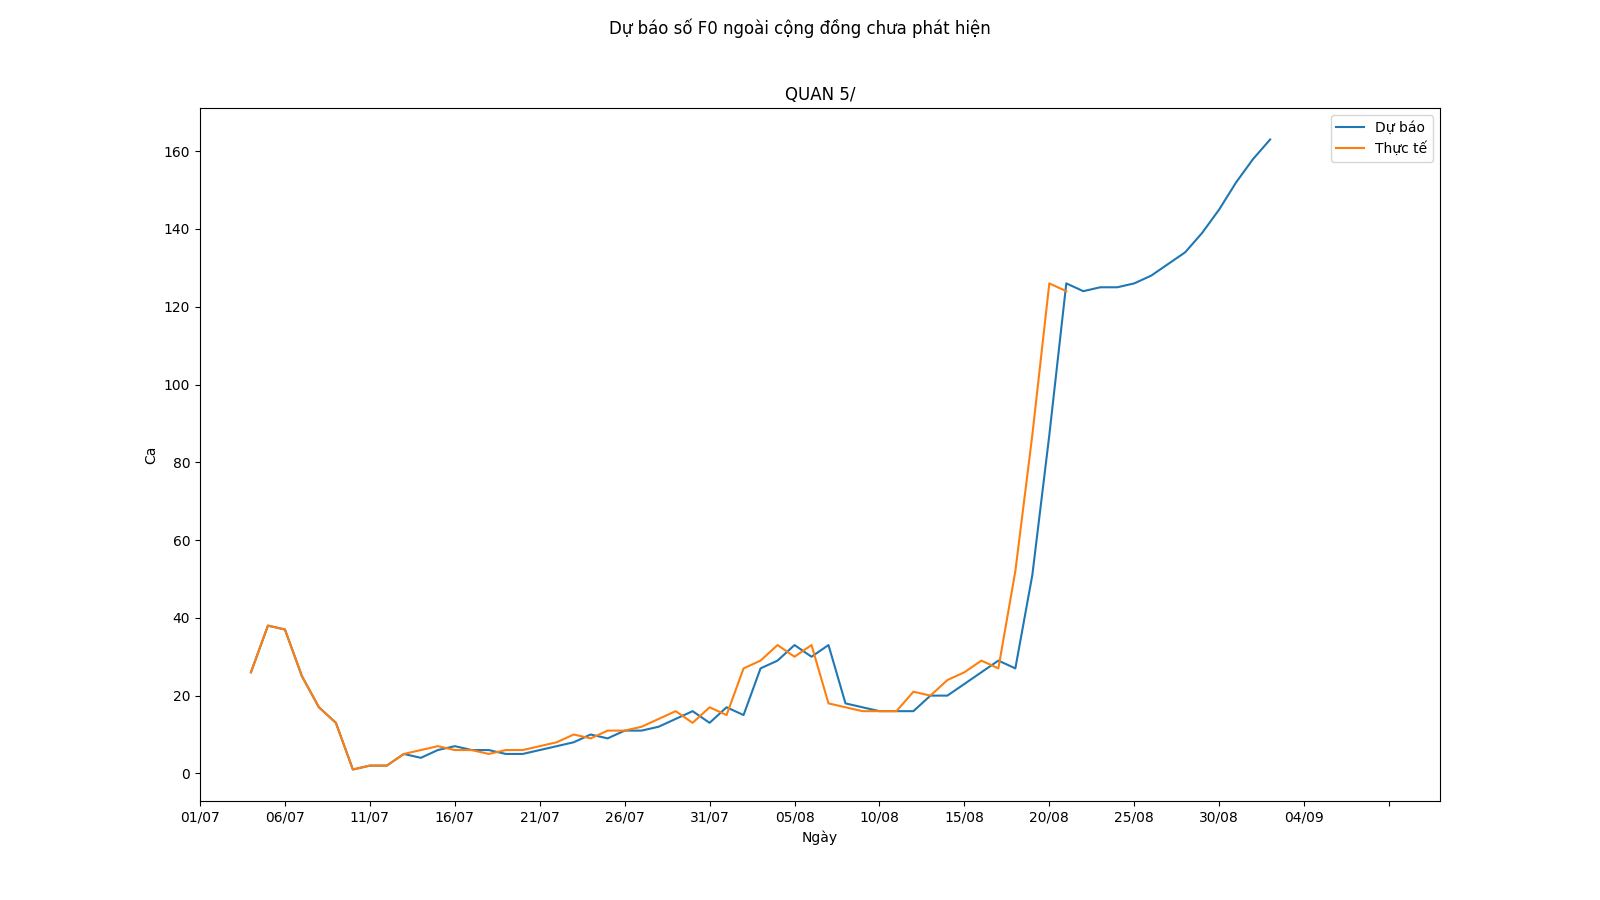 Dự báo số F0 ngoài cộng đồng chưa phát hiện
QUAN 5/
Dự báo
Thực tế
160
140
120
100
80
60
40
20
0
Ca
01/07 06/07 11/07 16/07 21/07 26/07 31/07 05/08 10/08 15/08 20/08 25/08 30/08 04/09
Ngày